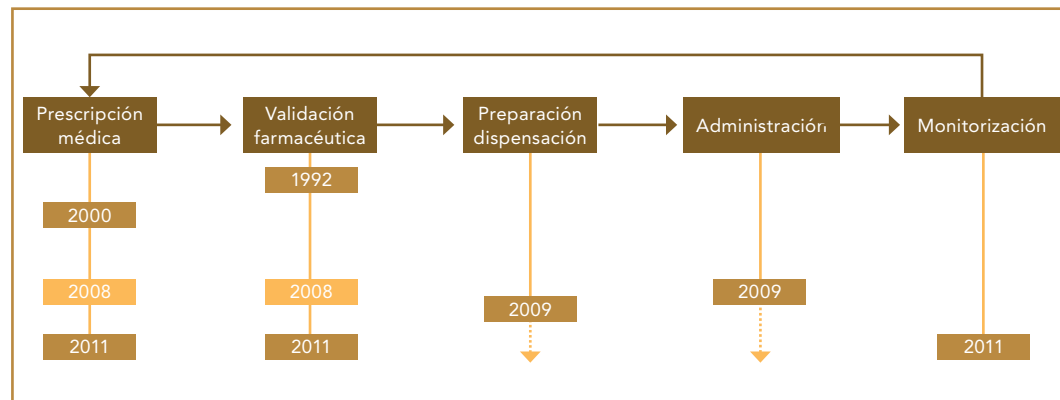 Prescripción
médica
Validación
farmacéutica
Preparación
dispensación
Administración
Monitorización
1992
2000
2008
2008
2009
2009
2011
2011
2011